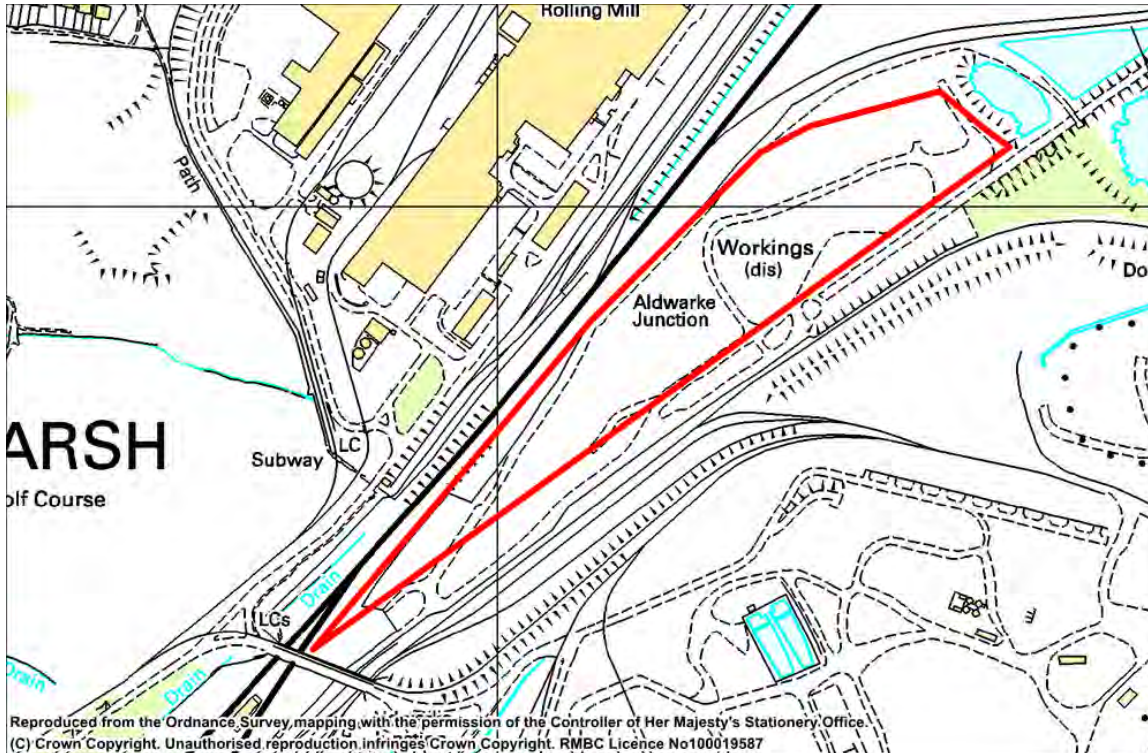 Rolling Mill
Path
Workings
(dis)
Do
Aldwarke
Junction
B
ARSH
Subway
LC
olf Course
Drain
LCs
Drain
Drain
Reproduced from the Ordnance Survey mapping with the permission of the Controller of Her Majesty's Stationery Office.
(C) Crown Copyright. Unauthorised reproduction infringes Crown Copyright. RMBC Licence No100019587